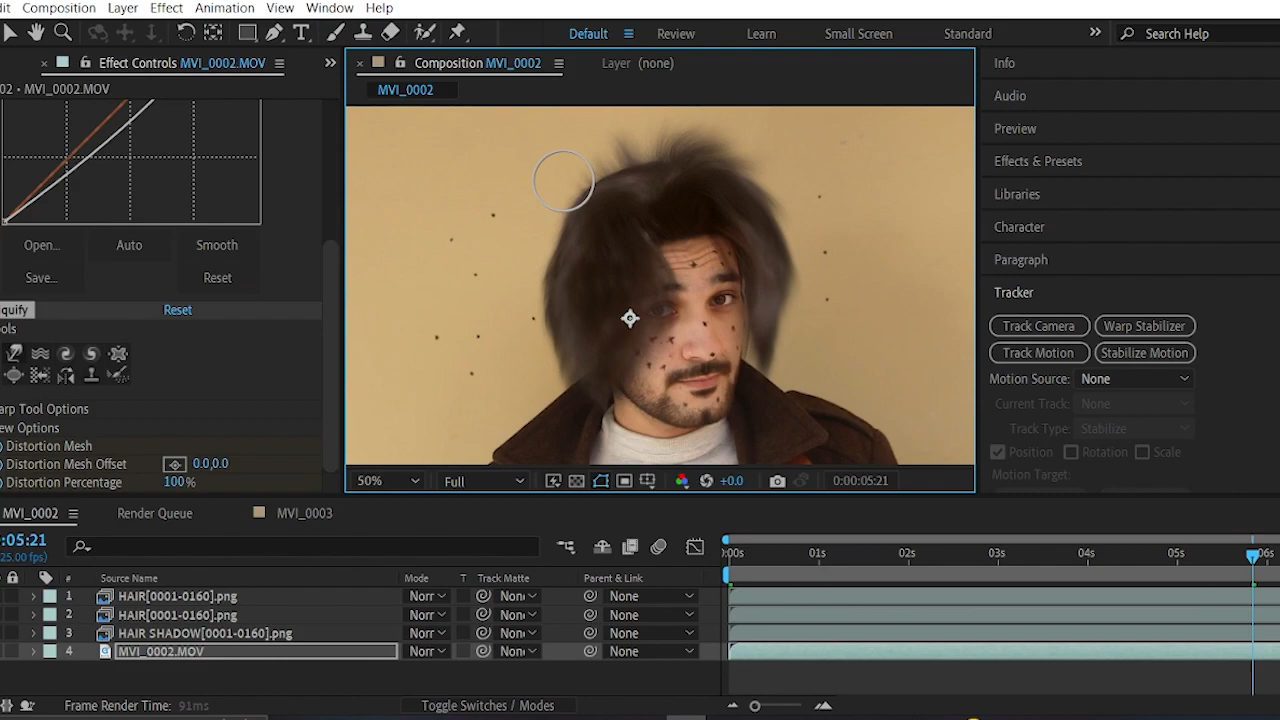 dit Composition Layer Effect Animation View Window Help
Default Review Learn Small Screen Standard Search Help
Effect Controls MVI_0002.MOV
02 • MVI_0002.MOV
Open... Auto Smooth
Save... Reset
quify Reset
ols
arp Tool Options
ew Options
Distortion Mesh
Distortion Mesh Offset 0.0,0.0
Distortion Percentage 100 %
Composition MVI_0002 Layer (none)
MVI_0002
50% Full +0.0 0:00:05:21
Info
Audio
Preview
Effects & Presets
Libraries
Character
Paragraph
Tracker
Track Camera Warp Stabilizer
Track Motion Stabilize Motion
Motion Source: None
Current Track: None
Track Type: Stabilize
Position Rotation Scale
Motion Target:
MVI_0002 Render Queue MVI_0003
:05:21
25.00 fps)
:00s 01s 02s 03s 04s 05s 06s
# Source Name Mode T Track Matte Parent & Link
1 HAIR[0001-0160].png Norr Non None
2 HAIR[0001-0160].png Norr Non None
3 HAIR SHADOW[0001-0160].png Norr Non None
4 MVI_0002.MOV Norr Non None
Frame Render Time: 91ms Toggle Switches / Modes